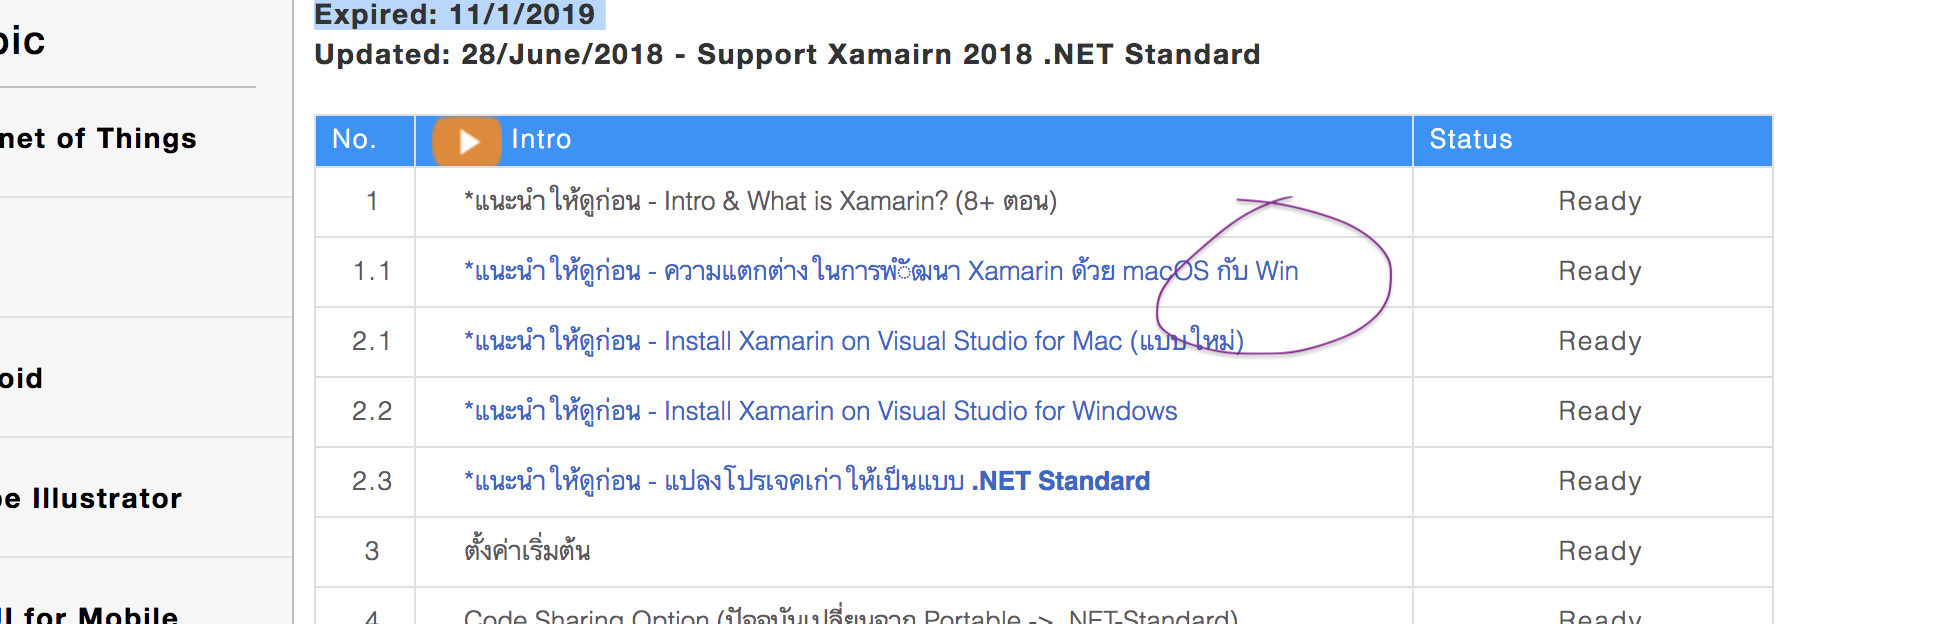 Expired: 11/1/2019
Updated: 28/June/2018 - Support Xamairn 2018 .NET Standard
of Things
Illustrator
for Mobile
No. Intro Status
1 *แนะนำให้ดูก่อน - Intro & What is Xamarin? (8+ ตอน) Ready
1.1 *แนะนำให้ดูก่อน - ความแตกต่างในการพํัฒนา Xamarin ด้วย macOS กับ Win Ready
2.1 *แนะนำให้ดูก่อน - Install Xamarin on Visual Studio for Mac (แบบใหม่) Ready
2.2 *แนะนำให้ดูก่อน - Install Xamarin on Visual Studio for Windows Ready
2.3 *แนะนำให้ดูก่อน - แปลงโปรเจคเก่าให้เป็นแบบ .NET Standard Ready
3 ตั้งค่าเริ่มต้น Ready
4 Code Sharing Option (ปัจจุบันเปลี่ยนจาก Portable -> .NET-Standard) Ready